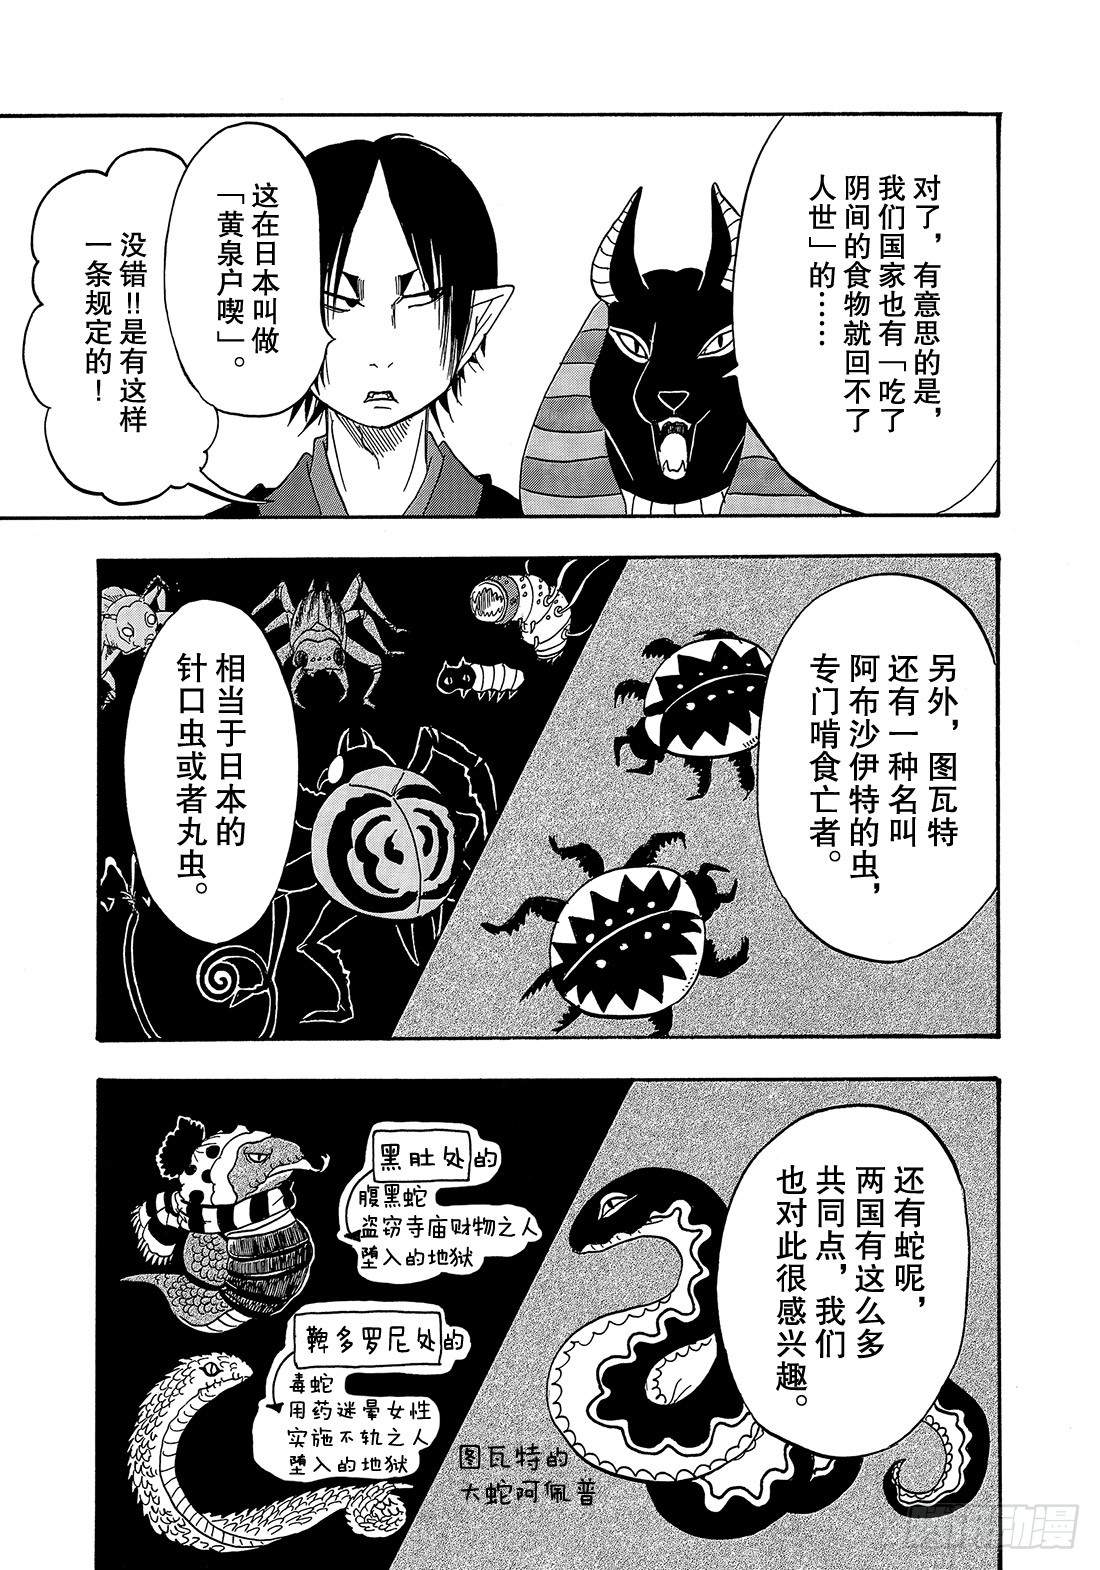 对了，有意思的是，
我们国家也有「吃了
阴间的食物就回不了
人世」的……
这在日本叫做
「黄泉户喫」。
没错!!是有这样
一条规定的！
另外，图瓦特
还有一种名叫
阿布沙伊特的虫，
专门啃食亡者。
相当于日本的
针口虫或者丸虫。
还有蛇呢，
两国有这么多
共同点，我们
也对此很感兴趣。
黑肚处的
腹黑蛇
盗窃寺庙财物之人
堕入的地狱
鞞多罗尼处的
毒蛇
用药迷晕女性
实施不轨之人
堕入的地狱
图瓦特的
大蛇阿佩普